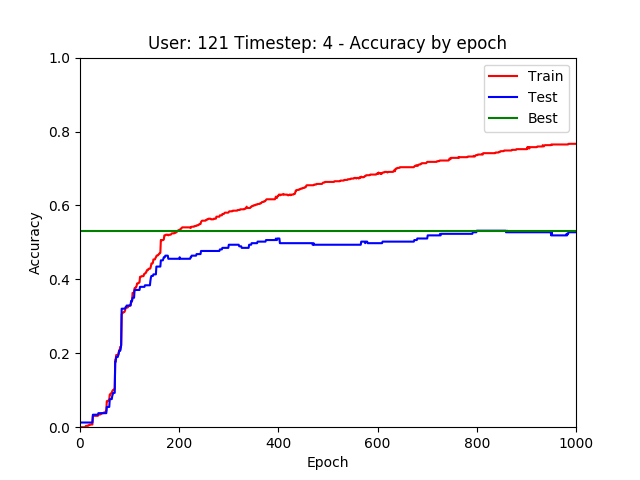 User: 121 Timestep: 4 - Accuracy by epoch
1.0
0.8
0.6
0.4
0.2
0.0
Accuracy
Train
Test
Best
0 200 400 600 800 1000
Epoch